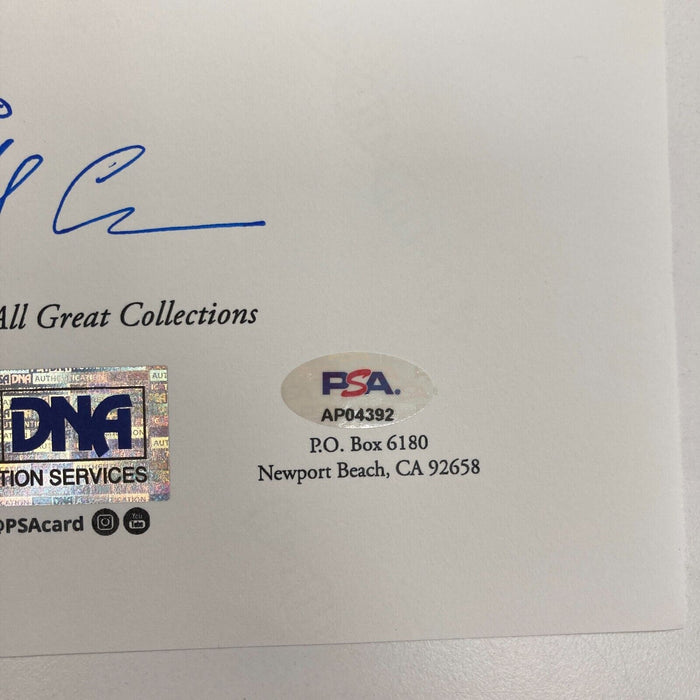 All Great Collections
DNA
TION SERVICES
@PSAcard
PSA.
AP04392
P.O. Box 6180
Newport Beach, CA 92658